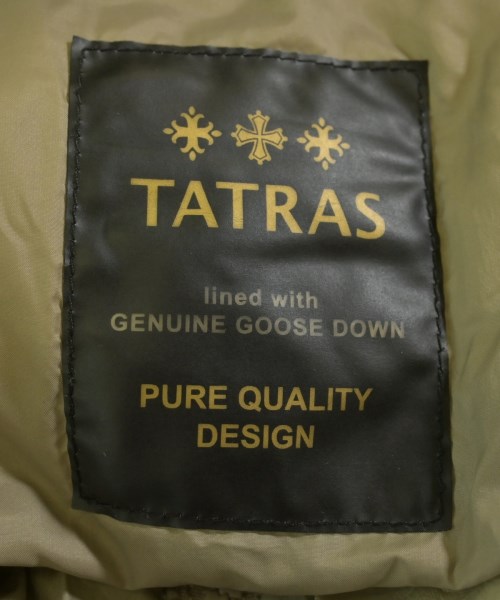 TATRAS
lined with
GENUINE GOOSE DOWN
PURE QUALITY
DESIGN